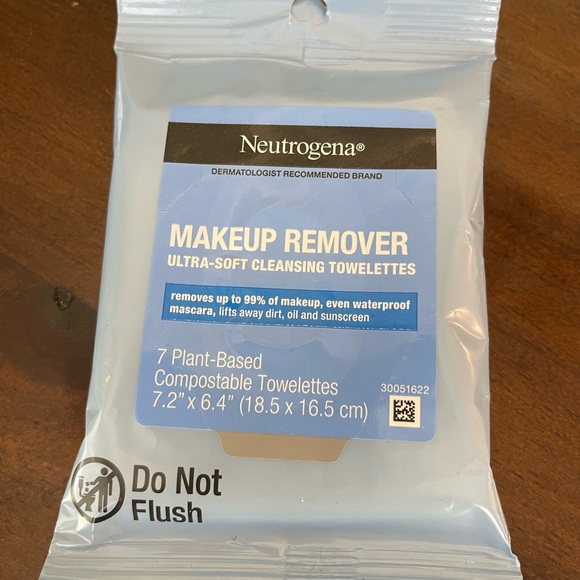 Neutrogena®
DERMATOLOGIST RECOMMENDED BRAND
MAKEUP REMOVER
ULTRA-SOFT CLEANSING TOWELETTES
removes up to 99% of makeup, even waterproof
mascara, lifts away dirt, oil and sunscreen
7 Plant-Based
Compostable Towelettes
7.2” x 6.4” (18.5 x 16.5 cm)
30051622
Do Not
Flush